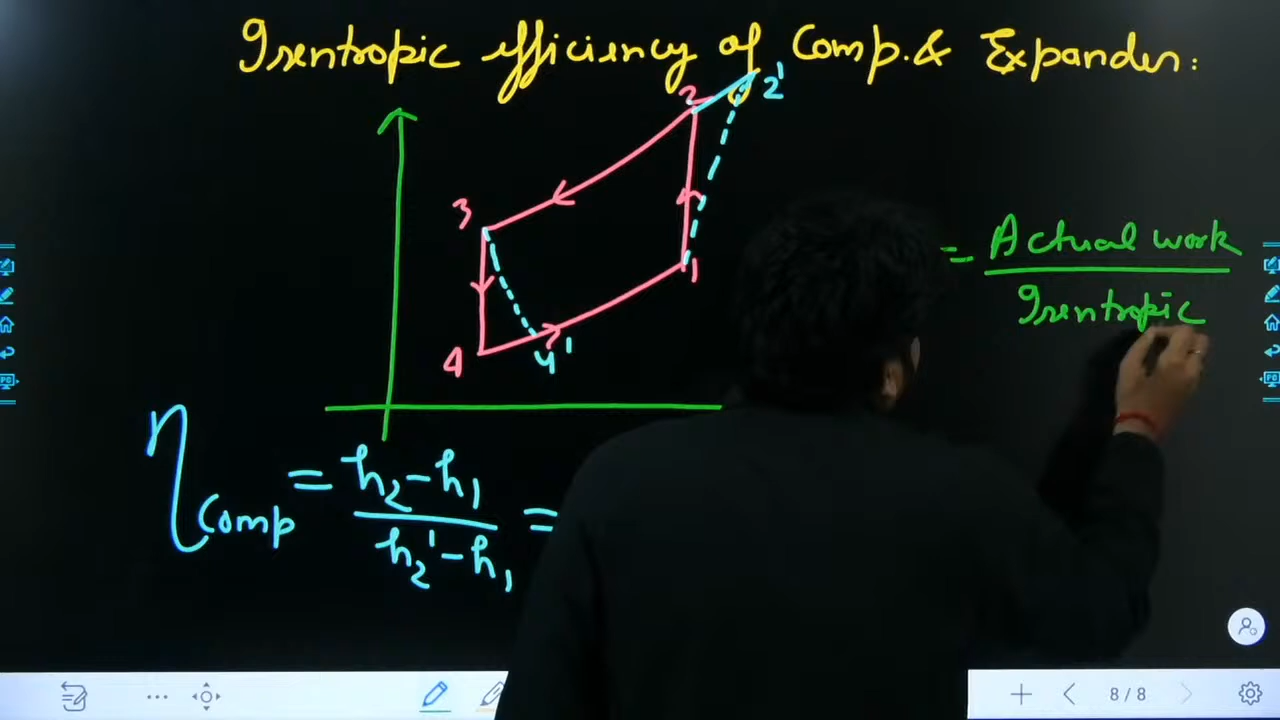 Isentropic efficiency of Comp. & Expander:
2 2'
3
1
4 4'
= Actual work
Isentropic
η Comp = h2-h1 =
h2'-h1
8/8